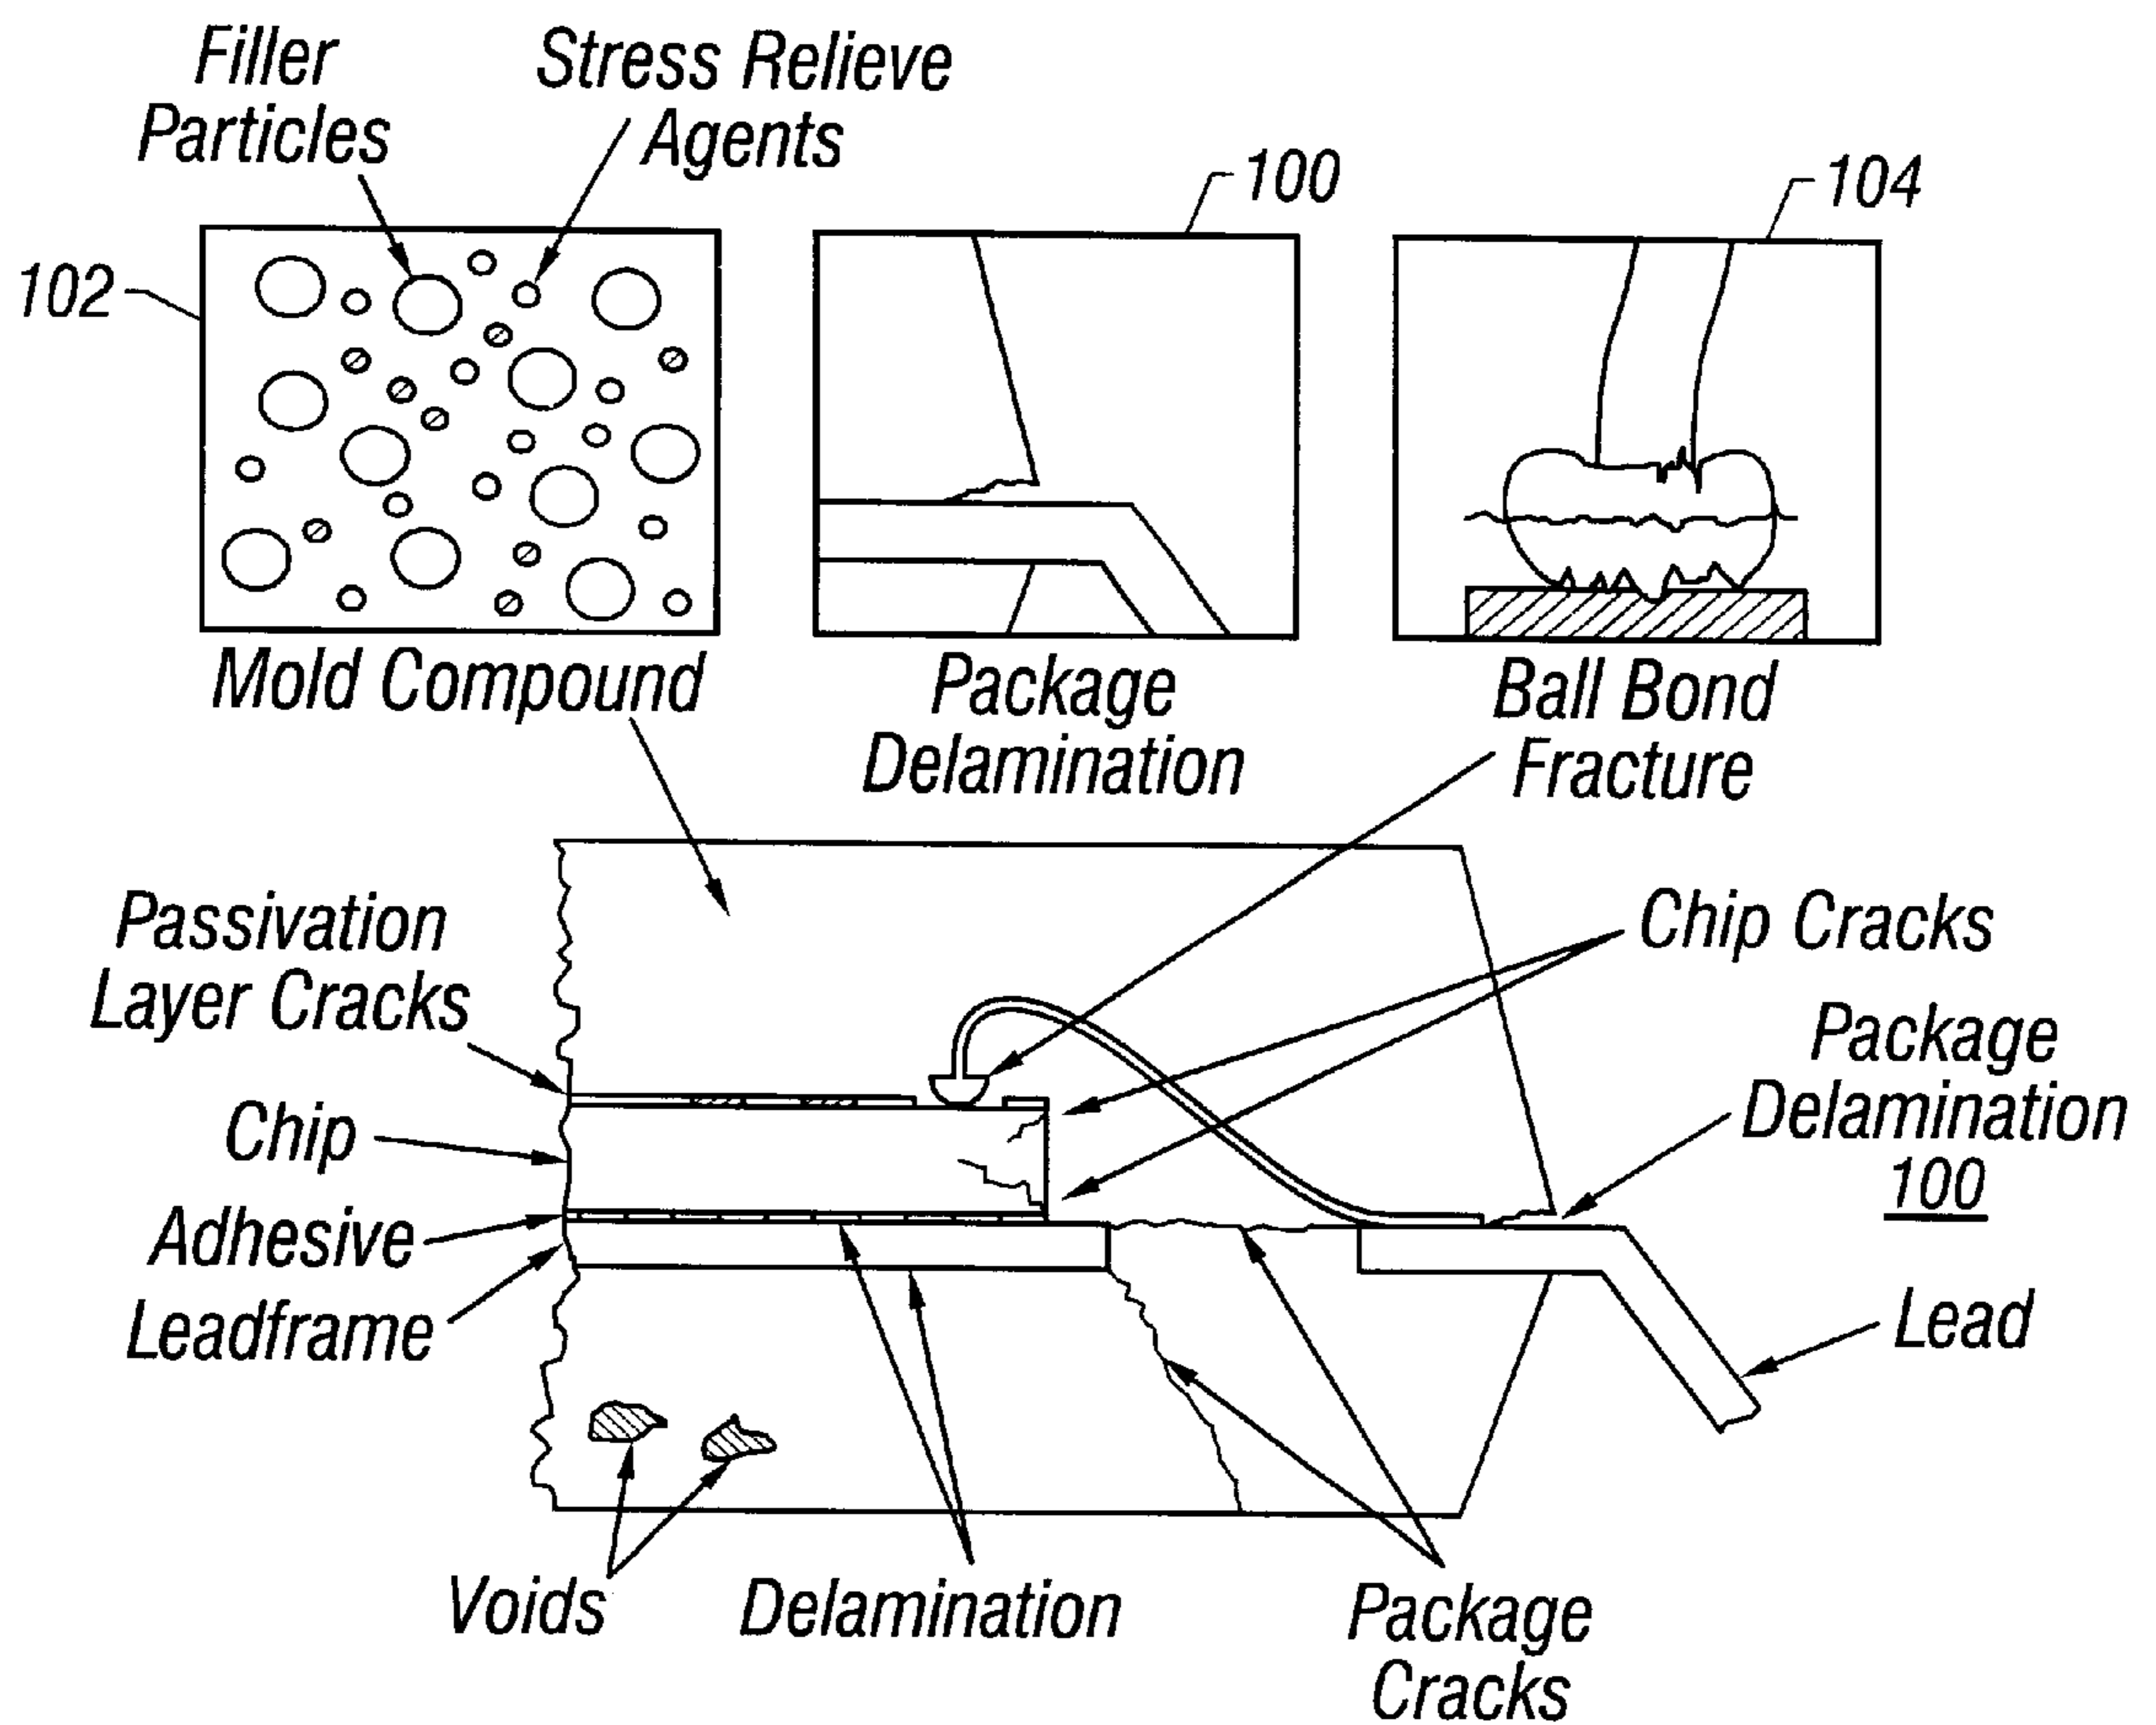 Filler
Particles
Stress Relieve
Agents
100
104
102
Mold Compound
Package
Delamination
Ball Bond
Fracture
Passivation
Layer Cracks
Chip Cracks
Package
Delamination
100
Chip
Adhesive
Leadframe
Lead
Voids
Delamination
Package
Cracks